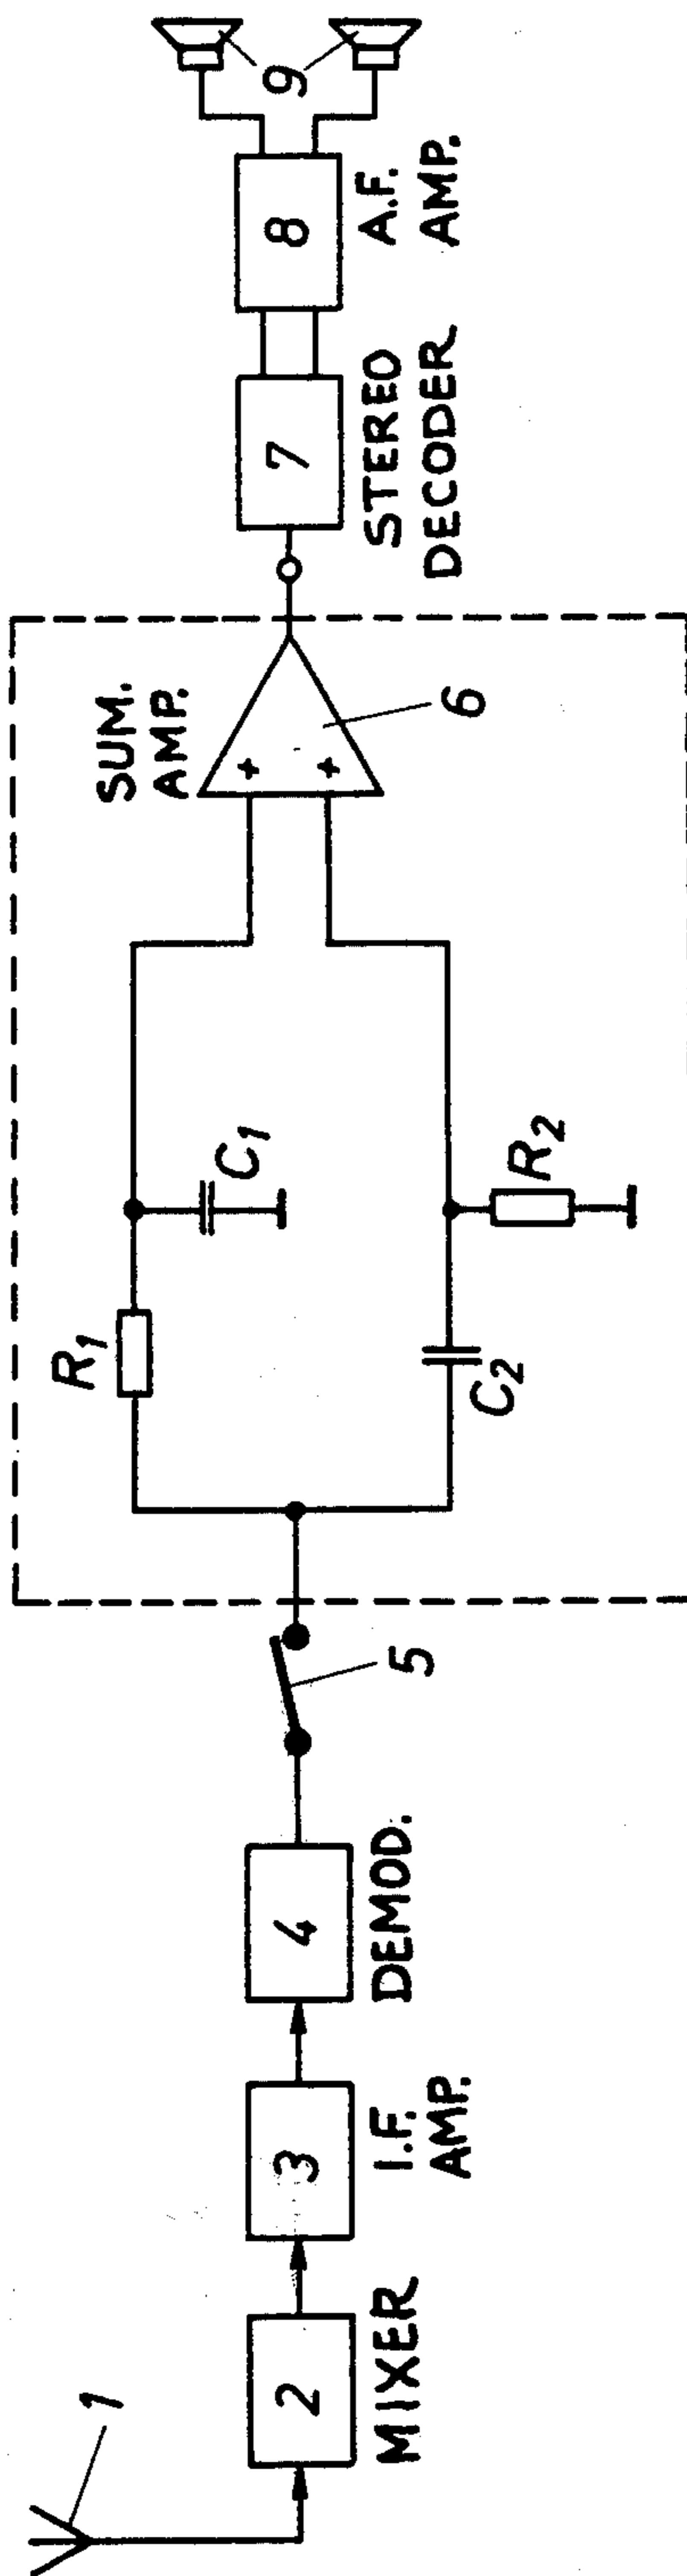 1
2
MIXER
3
I.F.
AMP.
4
DEMOD.
5
R1
C1
C2
R2
SUM.
AMP.
+
+
6
7
STEREO
DECODER
8
A.F.
AMP.
9